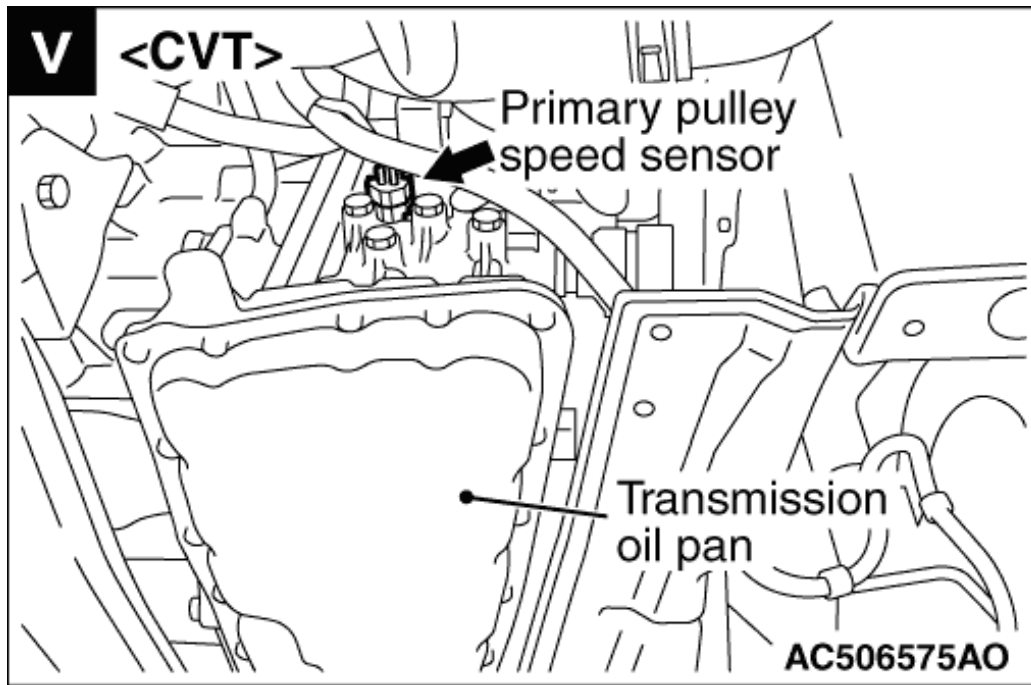 V <CVT>
Primary pulley
speed sensor
Transmission
oil pan
AC506575AO